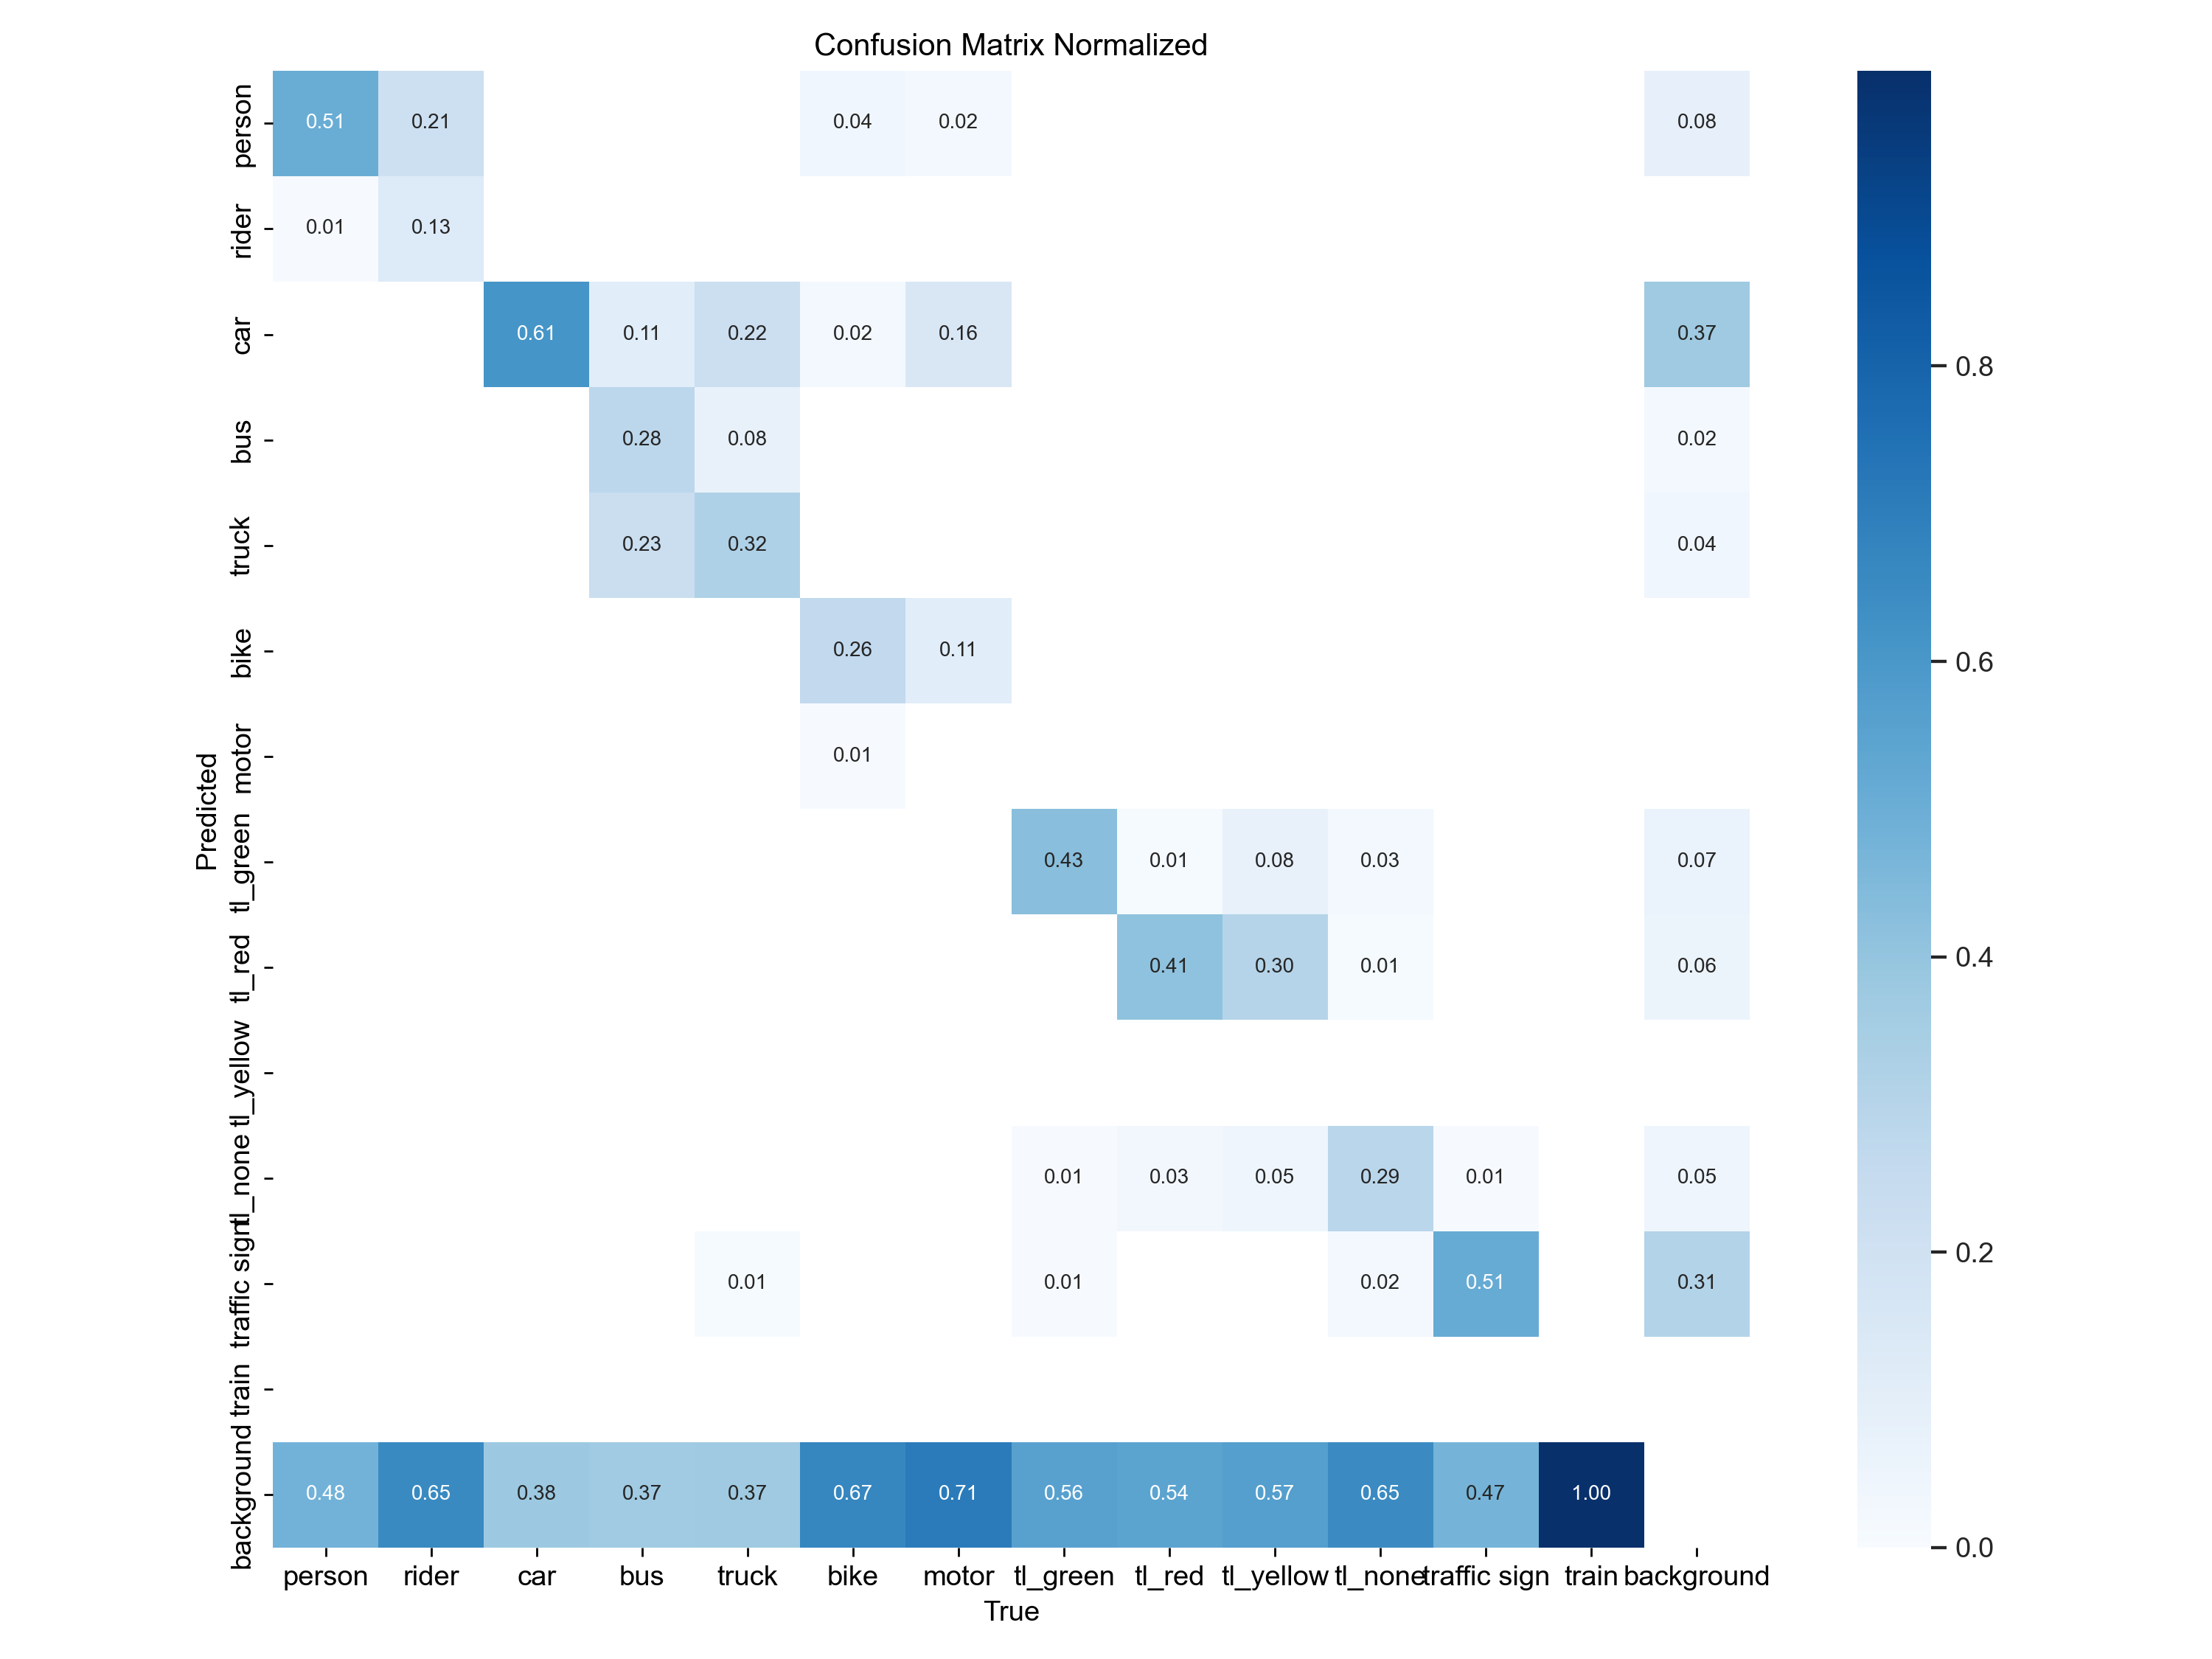 Confusion Matrix Normalized
person 0.51 0.21 0.04 0.02 0.08
rider 0.01 0.13
car 0.61 0.11 0.22 0.02 0.16 0.37
bus 0.28 0.08 0.02
truck 0.23 0.32 0.04
bike 0.26 0.11
motor 0.01
tl_green 0.43 0.01 0.08 0.03 0.07
tl_red 0.41 0.30 0.01 0.06
tl_yellow
tl_none 0.01 0.03 0.05 0.29 0.01 0.05
traffic sign 0.01 0.01 0.02 0.51 0.31
train
background 0.48 0.65 0.38 0.37 0.37 0.67 0.71 0.56 0.54 0.57 0.65 0.47 1.00
Predicted
person rider car bus truck bike motor tl_green tl_red tl_yellow tl_none traffic sign train background
True
0.8
0.6
0.4
0.2
0.0